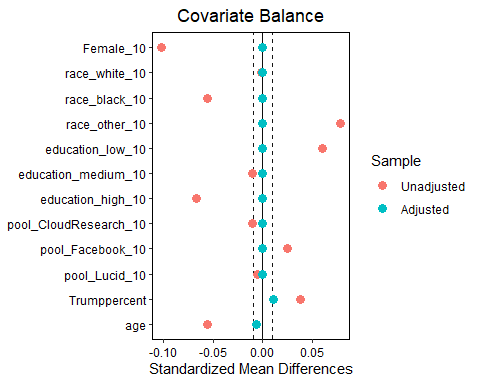 Covariate Balance
Female_10
race_white_10
race_black_10
race_other_10
education_low_10
education_medium_10
education_high_10
pool_CloudResearch_10
pool_Facebook_10
pool_Lucid_10
Trumppercent
age
-0.10 -0.05 0.00 0.05
Standardized Mean Differences
Sample
Unadjusted
Adjusted